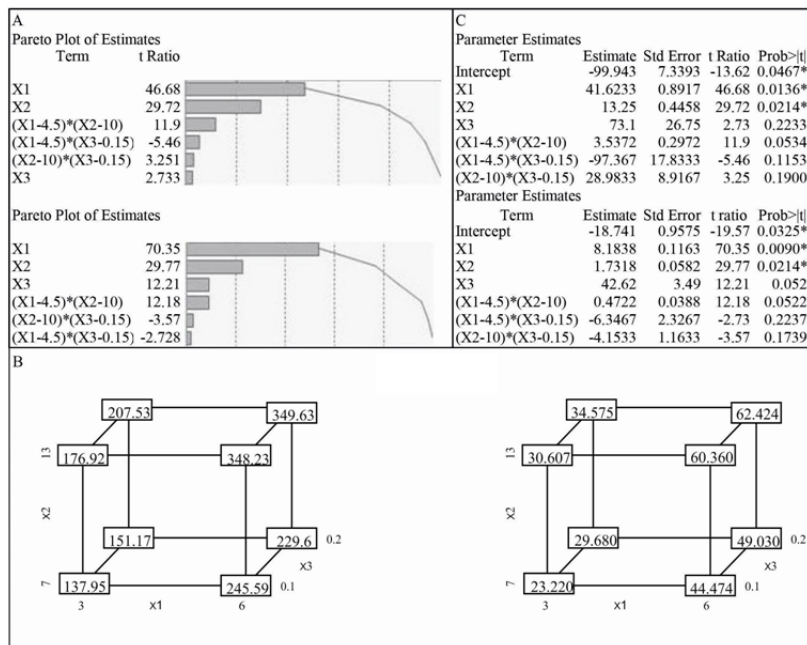 A
Pareto Plot of Estimates
Term t Ratio
X1 46.68
X2 29.72
(X1-4.5)*(X2-10) 11.9
(X1-4.5)*(X3-0.15) -5.46
(X2-10)*(X3-0.15) 3.251
X3 2.733
Pareto Plot of Estimates
X1 70.35
X2 29.77
X3 12.21
(X1-4.5)*(X2-10) 12.18
(X2-10)*(X3-0.15) -3.57
(X1-4.5)*(X3-0.15) -2.728
C
Parameter Estimates
Term Estimate Std Error t Ratio Prob>|t|
Intercept -99.943 7.3393 -13.62 0.0467*
X1 41.6233 0.8917 46.68 0.0136*
X2 13.25 0.4458 29.72 0.0214*
X3 73.1 26.75 2.73 0.2233
(X1-4.5)*(X2-10) 3.5372 0.2972 11.9 0.0534
(X1-4.5)*(X3-0.15) -97.367 17.8333 -5.46 0.1153
(X2-10)*(X3-0.15) 28.9833 8.9167 3.25 0.1900
Parameter Estimates
Term Estimate Std Error t ratio Prob>|t|
Intercept -18.741 0.9575 -19.57 0.0325*
X1 8.1838 0.1163 70.35 0.0090*
X2 1.7318 0.0582 29.77 0.0214*
X3 42.62 3.49 12.21 0.052
(X1-4.5)*(X2-10) 0.4722 0.0388 12.18 0.0522
(X1-4.5)*(X3-0.15) -6.3467 2.3267 -2.73 0.2237
(X2-10)*(X3-0.15) -4.1533 1.1633 -3.57 0.1739
B
207.53 349.63
13 176.92 348.23
X2
151.17 229.6 0.2
X3
7 137.95 245.59 0.1
3 X1 6
34.575 62.424
13 30.607 60.360
X2
29.680 49.030 0.2
X3
7 23.220 44.474 0.1
3 X1 6